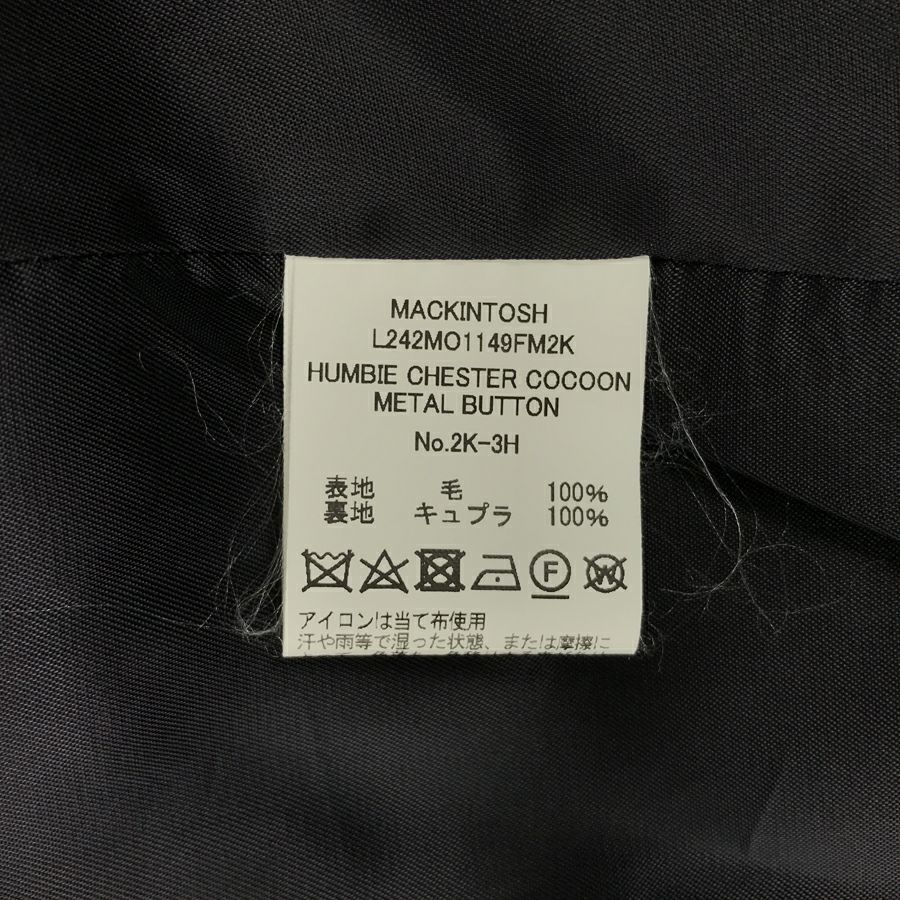 MACKINTOSH
L242MO1149FM2K
HUMBIE CHESTER COCOON
METAL BUTTON
No.2K-3H
表地 毛 100%
裏地 キュプラ 100%
F W
アイロンは当て布使用
汗や雨等で湿った状態、または摩擦に